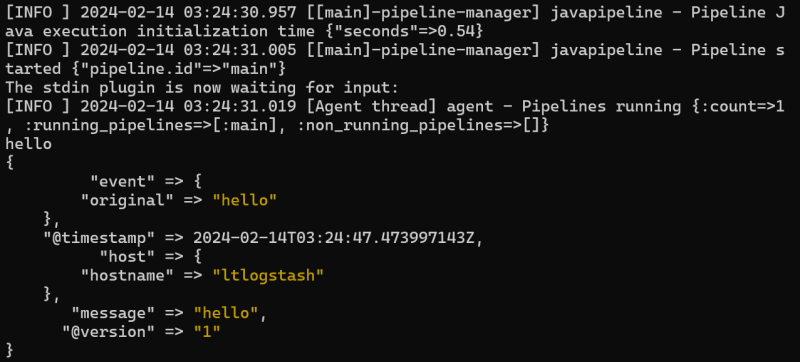 [INFO ] 2024-02-14 03:24:30.957 [[main]-pipeline-manager] javapipeline - Pipeline J
ava execution initialization time {"seconds"=>0.54}
[INFO ] 2024-02-14 03:24:31.005 [[main]-pipeline-manager] javapipeline - Pipeline s
tarted {"pipeline.id"=>"main"}
The stdin plugin is now waiting for input:
[INFO ] 2024-02-14 03:24:31.019 [Agent thread] agent - Pipelines running {:count=>1
, :running_pipelines=>[:main], :non_running_pipelines=>[]}
hello
{
         "event" => {
        "original" => "hello"
    },
    "@timestamp" => 2024-02-14T03:24:47.473997143Z,
          "host" => {
        "hostname" => "ltlogstash"
    },
       "message" => "hello",
      "@version" => "1"
}